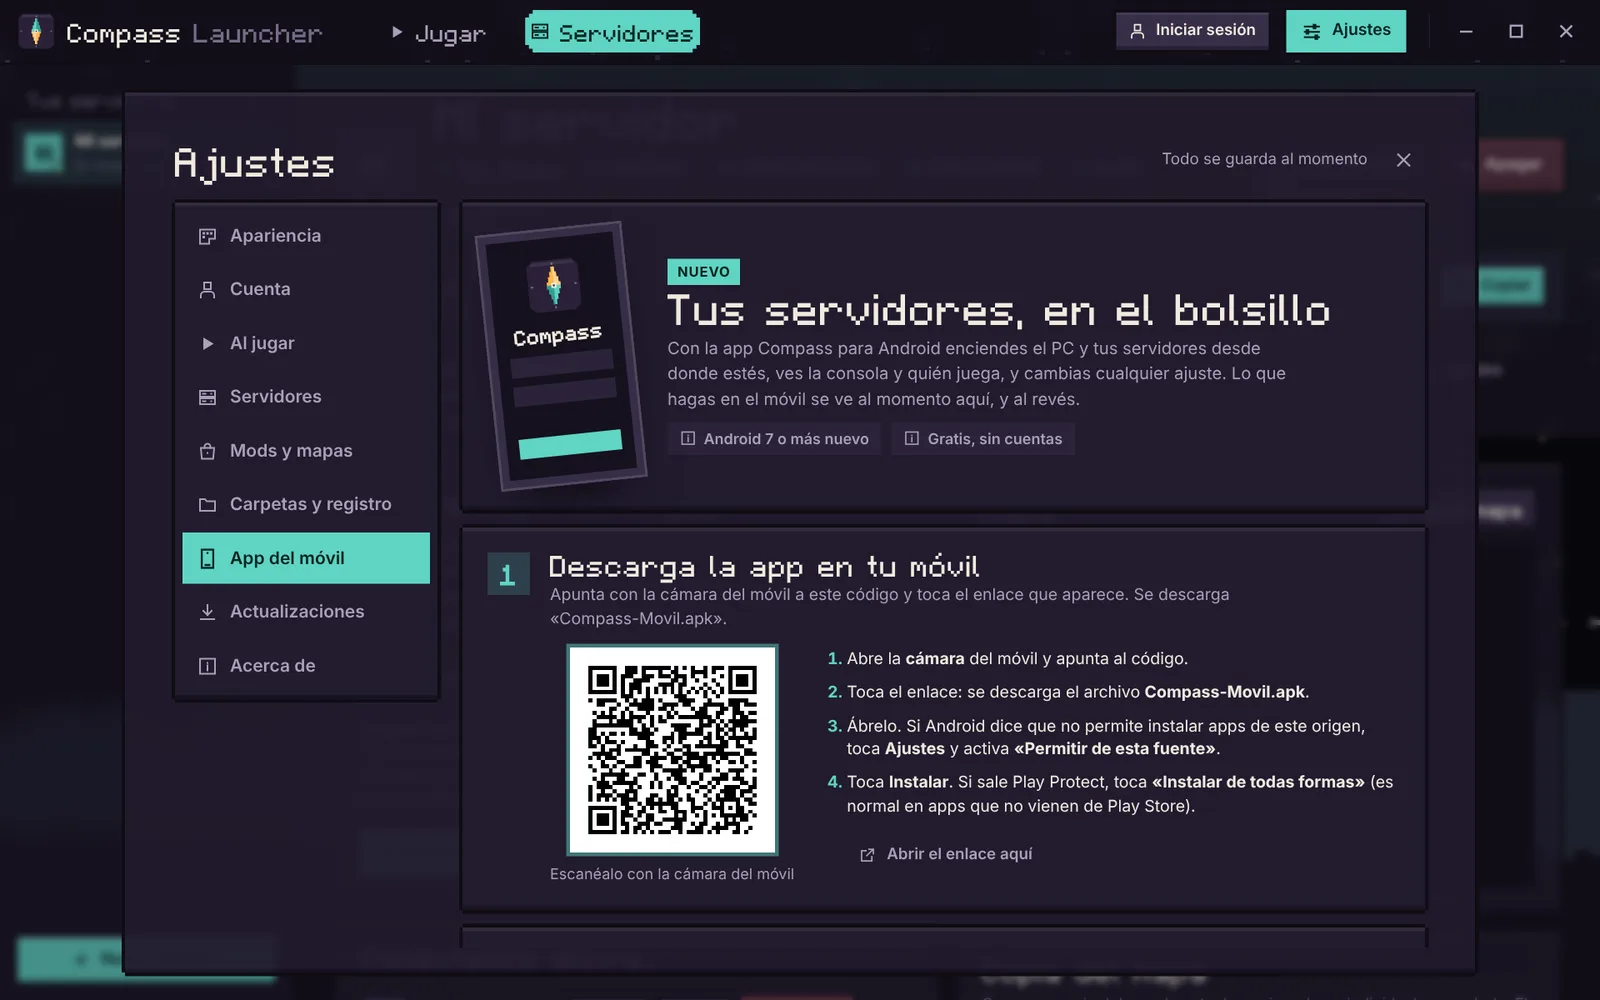 Compass Launcher
Jugar
Servidores
Iniciar sesión
Ajustes
Ajustes
Todo se guarda al momento
Apariencia
Cuenta
Al jugar
Servidores
Mods y mapas
Carpetas y registro
App del móvil
Actualizaciones
Acerca de
Compass
NUEVO
Tus servidores, en el bolsillo
Con la app Compass para Android enciendes el PC y tus servidores desde
donde estés, ves la consola y quién juega, y cambias cualquier ajuste. Lo que
hagas en el móvil se ve al momento aquí, y al revés.
Android 7 o más nuevo
Gratis, sin cuentas
1
Descarga la app en tu móvil
Apunta con la cámara del móvil a este código y toca el enlace que aparece. Se descarga
«Compass-Movil.apk».
Escanéalo con la cámara del móvil
1. Abre la cámara del móvil y apunta al código.
2. Toca el enlace: se descarga el archivo Compass-Movil.apk.
3. Ábrelo. Si Android dice que no permite instalar apps de este origen,
toca Ajustes y activa «Permitir de esta fuente».
4. Toca Instalar. Si sale Play Protect, toca «Instalar de todas formas» (es
normal en apps que no vienen de Play Store).
Abrir el enlace aquí